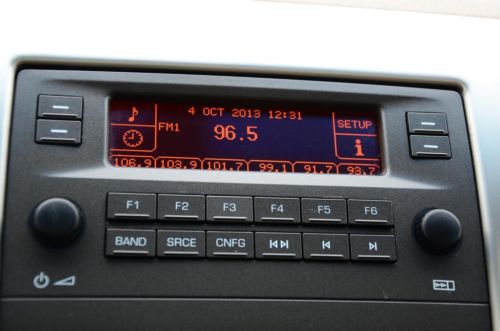 4 OCT 2013 12:31
FM1 96.5 SETUP
i
106.9 103.9 101.7 99.1 91.7 93.7
F1 F2 F3 F4 F5 F6
BAND SRCE CNFG